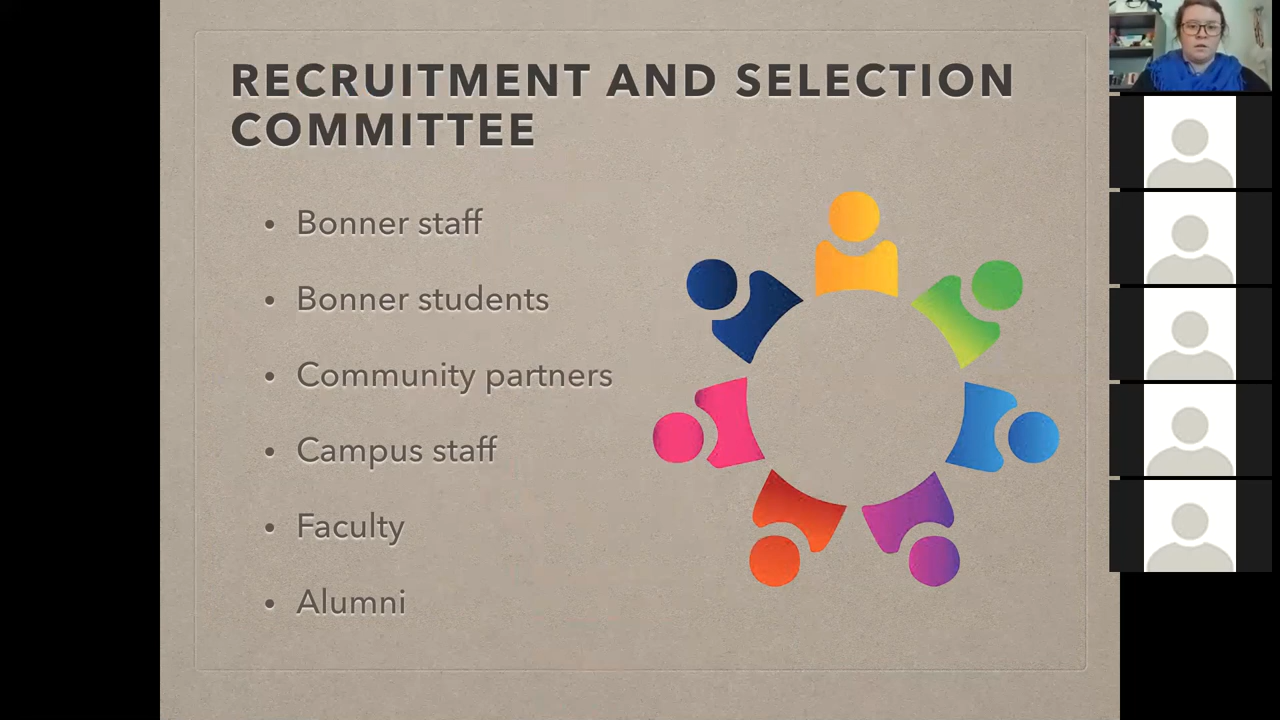 RECRUITMENT AND SELECTION
COMMITTEE
• Bonner staff
• Bonner students
• Community partners
• Campus staff
• Faculty
• Alumni